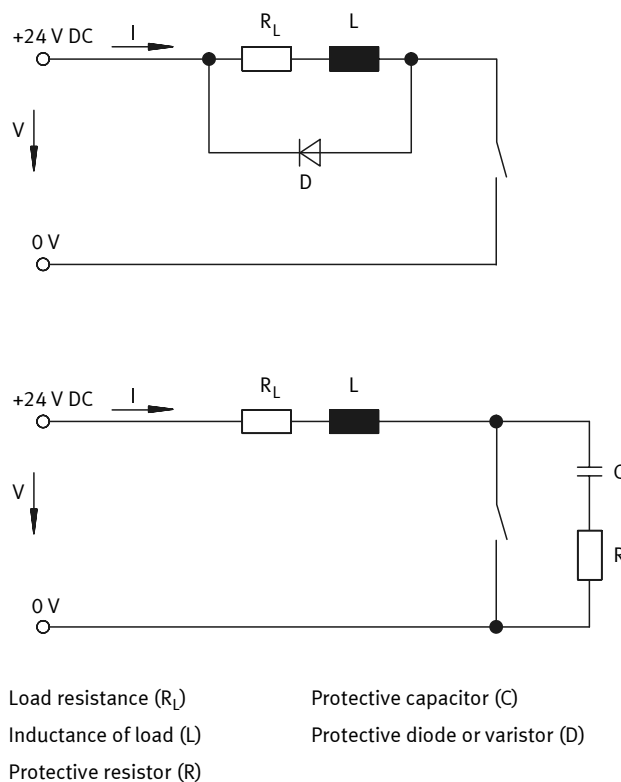 +24 V DC I R_L L
V
D
0 V
+24 V DC I R_L L
C
V
R
0 V
Load resistance (R_L) Protective capacitor (C)
Inductance of load (L) Protective diode or varistor (D)
Protective resistor (R)